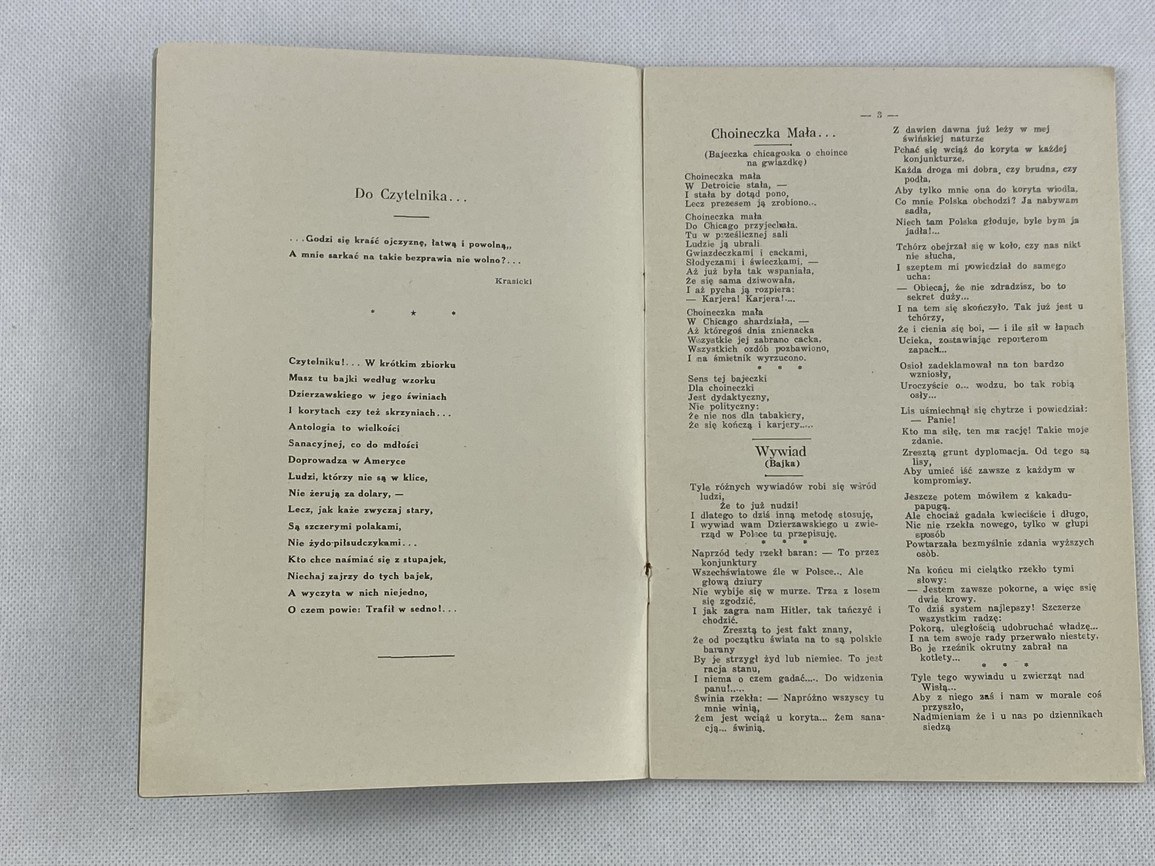 Do Czytelnika...
...Godzi się kraść ojczyznę, łatwą i powolną,,
A mnie sarkać na takie bezprawia nie wolno?...
Krasicki
* * *
Czytelniku!... W krótkim zbiorku
Masz tu bajki według wzorku
Dzierzawskiego w jego świniach
I korytach czy też skrzyniach...
Antologia to wielkości
Sanacyjnej, co do mdłości
Doprowadza w Ameryce
Ludzi, którzy nie są w klice,
Nie żerują za dolary, —
Lecz, jak każe zwyczaj stary,
Są szczerymi polakami,
Nie żydo-piłsudczykami...
Kto chce naśmiać się z stupajek,
Niechaj zajrzy do tych bajek,
A wyczyta w nich niejedno,
O czem powie: Trafił w sedno!...
— 3 —
Choineczka Mała...
(Bajeczka chicagoska o choince
na gwiazdkę)
Choineczka mała
W Detroicie stała, —
I stała by dotąd pono,
Lecz prezesem ją zrobiono...
Choineczka mała
Do Chicago przyjechała.
Tu w prześlicznej sali
Ludzie ją ubrali
Gwiazdeczkami i cackami,
Słodyczami i świeczkami, —
Aż już była tak wspaniała,
Że się sama dziwowała,
I aż pycha ją rozpiera:
— Karjera! Karjera!....
Choineczka mała
W Chicago shardziała, —
Aż któregoś dnia znienacka
Wszystkie jej zabrano cacka.
Wszystkich ozdób pozbawiono,
I na śmietnik wyrzucono.
* * *
Sens tej bajeczki
Dla choineczki
Jest dydaktyczny,
Nie polityczny:
Że nie nos dla tabakiery,
Że się kończą i karjery.....
Wywiad
(Bajka)
Tyle różnych wywiadów robi się wśród
ludzi,
Że to już nudzi!
I dlatego to dziś inną metodę stosuję,
I wywiad wam Dzierzawskiego u zwie-
rząd w Polsce tu przepisuję.
* * *
Naprzód tedy rzekł baran: — To przez
konjunktury
Wszechświatowe źle w Polsce... Ale
głową dziury
Nie wybije się w murze. Trza z losem
się zgodzić.
I jak zagra nam Hitler, tak tańczyć i
chodzić.
Zresztą to jest fakt znany,
Że od początku świata na to są polskie
barany
By je strzygł żyd lub niemiec. To jest
racja stanu,
I niema o czem gadać..... Do widzenia
panu!.....
Świnia rzekła: — Napróżno wszyscy tu
mnie winią,
Żem jest wciąż u koryta... Żem sana-
cją... świnią,
Z dawien dawna już leży w mej
świńskiej naturze
Pchać się wciąż do koryta w każdej
konjunkturze.
Każda droga mi dobra, czy brudna, czy
podła,
Aby tylko mnie ona do koryta wiodła.
Co mnie Polska obchodzi? Ja nabywam
sadła,
Niech tam Polska głoduje, byle bym ja
jadła!...
Tchórz obejrzał się w koło, czy nas nikt
nie słucha,
I szeptem mi powiedział do samego
ucha:
— Obiecaj, że nie zdradzisz, bo to
sekret duży...
I na tem się skończyło. Tak już jest u
tchórzy,
Że i cienia się boi, — i ile sił w łapach
Ucieka, zostawiając reporterom
zapach...
Osioł zadeklamował na ton bardzo
wzniosły,
Uroczyście o... wodzu, bo tak robią
osły...
Lis uśmiechnął się chytrze i powiedział:
— Panie!
Kto ma siłę, ten ma rację! Takie moje
zdanie.
Zresztą grunt dyplomacja. Od tego są
lisy,
Aby umieć iść zawsze z każdym w
kompromisy.
Jeszcze potem mówiłem z kakadu-
papugą.
Ale chociaż gadała kwieciście i długo,
Nic nie rzekła nowego, tylko w głupi
sposób
Powtarzała bezmyślnie zdania wyższych
osób.
Na końcu mi cielątko rzekło tymi
słowy:
— Jestem zawsze pokorne, a więc ssię
dwie krowy.
To dziś system najlepszy! Szczerze
wszystkim radzę:
Pokorą, uległością udobruchać władzę...
I na tem swoje rady przerwało niestety.
Bo je rzeźnik okrutny zabrał na
kotlety...
* * *
Tyle tego wywiadu u zwierząt nad
Wisłą...
Aby z niego zaś i nam w morale coś
przyszło,
Nadmieniam że i u nas po dziennikach
siedzą